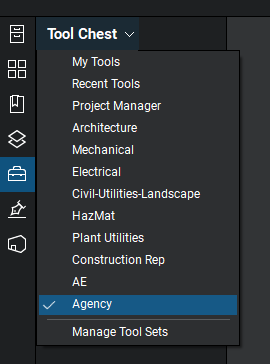 Tool Chest
My Tools
Recent Tools
Project Manager
Architecture
Mechanical
Electrical
Civil-Utilities-Landscape
HazMat
Plant Utilities
Construction Rep
AE
Agency
Manage Tool Sets